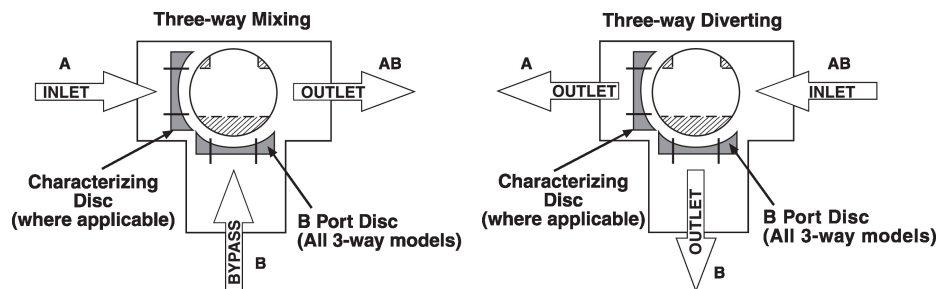 Three-way Mixing
A
INLET
AB
OUTLET
Characterizing
Disc
(where applicable)
BYPASS
B
B Port Disc
(All 3-way models)
Three-way Diverting
A
OUTLET
AB
INLET
Characterizing
Disc
(where applicable)
OUTLET
B
B Port Disc
(All 3-way models)